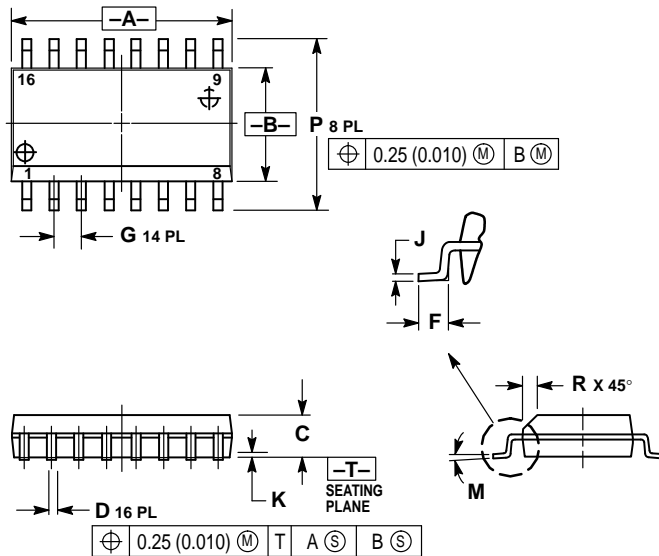 –A–
16 9
–B–
P 8 PL
⌖ 0.25 (0.010) Ⓜ B Ⓜ
1 8
G 14 PL
J
F
R X 45°
C
–T–
SEATING
PLANE
K
M
D 16 PL
⌖ 0.25 (0.010) Ⓜ T A Ⓢ B Ⓢ